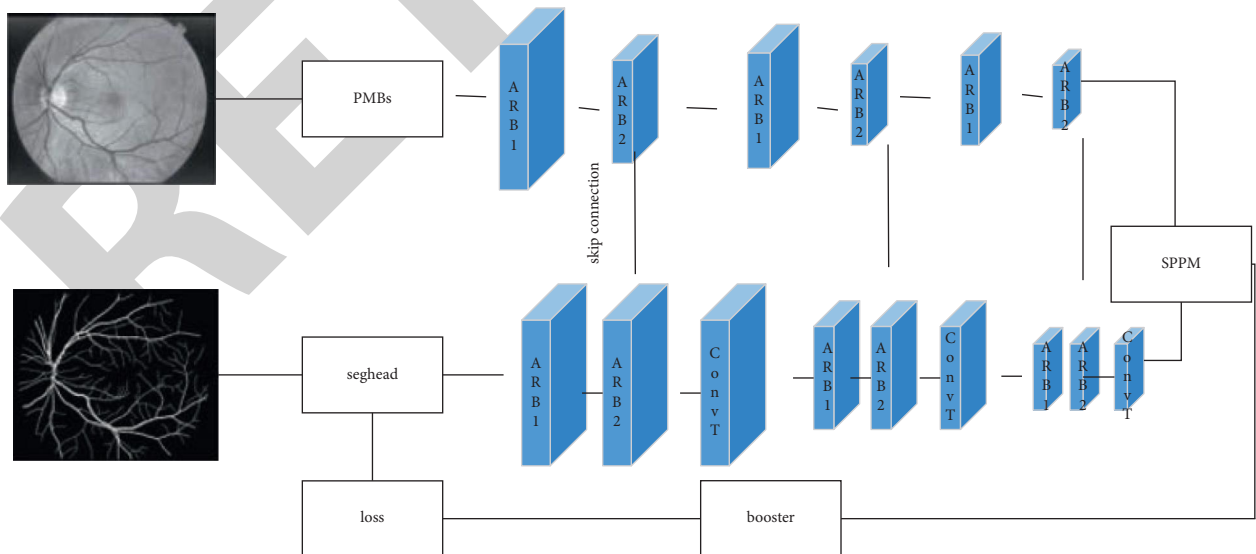 PMBs
ARB1
ARB2
ARB1
ARB2
ARB1
ARB2
skip connection
SPPM
seghead
ARB1
ARB2
ConvT
ARB1
ARB2
ConvT
ARB1
ARB2
ConvT
loss
booster
RET